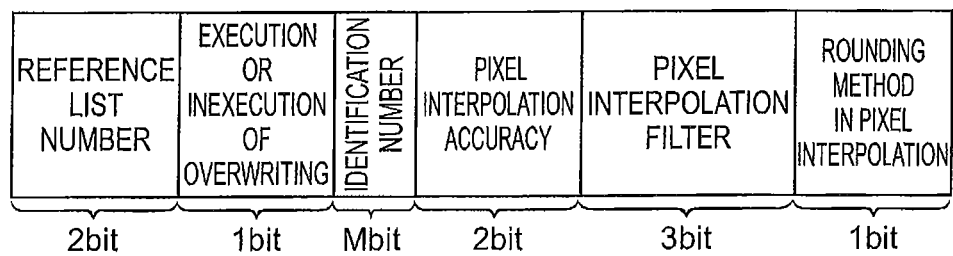 REFERENCE
LIST
NUMBER
EXECUTION
OR
INEXECUTION
OF
OVERWRITING
IDENTIFICATION
NUMBER
PIXEL
INTERPOLATION
ACCURACY
PIXEL
INTERPOLATION
FILTER
ROUNDING
METHOD
IN PIXEL
INTERPOLATION
2bit
1bit
Mbit
2bit
3bit
1bit